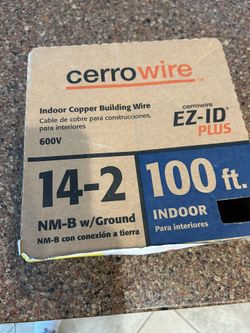 cerrowire™
Indoor Copper Building Wire
Cable de cobre para construcciones,
para interiores
600V
cerrowire
EZ-ID®
PLUS
14-2
NM-B w/Ground
NM-B con conexión a tierra
100 ft.
INDOOR
Para interiores